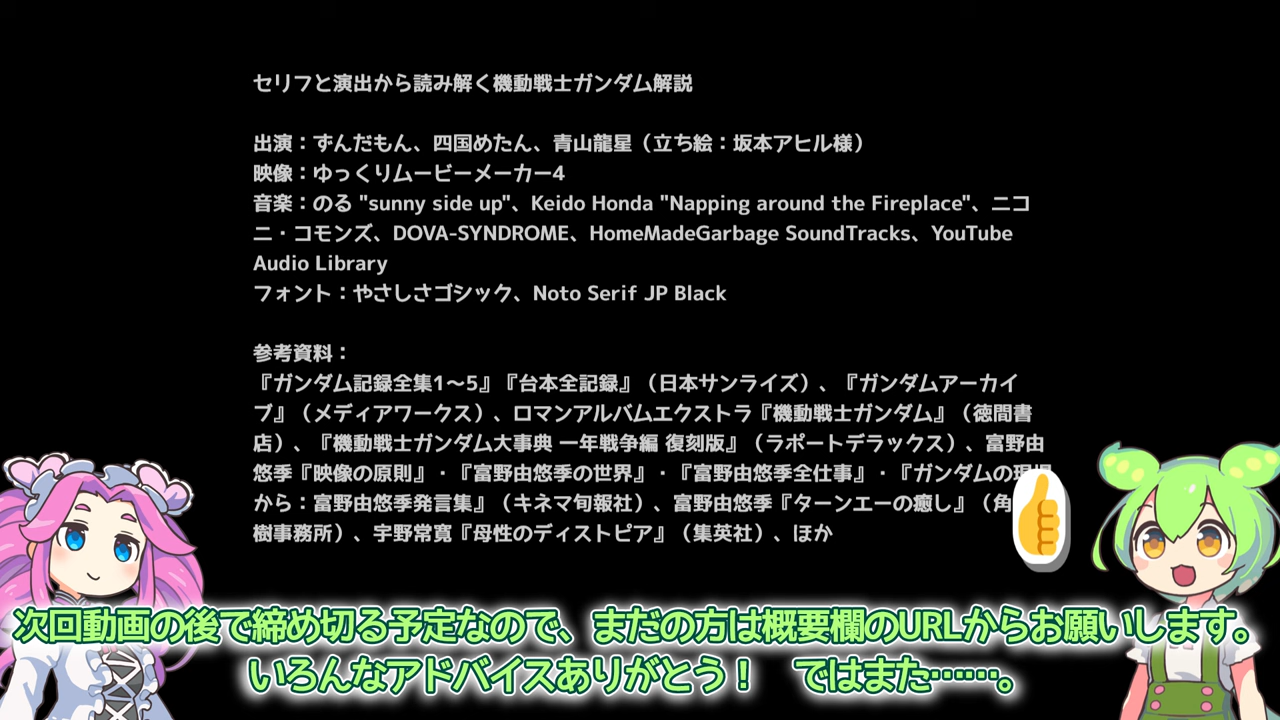 セリフと演出から読み解く機動戦士ガンダム解説
出演：ずんだもん、四国めたん、青山龍星（立ち絵：坂本アヒル様）
映像：ゆっくりムービーメーカー4
音楽：のる "sunny side up"、Keido Honda "Napping around the Fireplace"、ニコ
ニ・コモンズ、DOVA-SYNDROME、HomeMadeGarbage SoundTracks、YouTube
Audio Library
フォント：やさしさゴシック、Noto Serif JP Black
参考資料：
『ガンダム記録全集1〜5』『台本全記録』（日本サンライズ）、『ガンダムアーカイ
ブ』（メディアワークス）、ロマンアルバムエクストラ『機動戦士ガンダム』（徳間書
店）、『機動戦士ガンダム大事典 一年戦争編 復刻版』（ラポートデラックス）、富野由
悠季『映像の原則』・『富野由悠季の世界』・『富野由悠季全仕事』・『ガンダムの現
から：富野由悠季発言集』（キネマ旬報社）、富野由悠季『ターンエーの癒し』（角
樹事務所）、宇野常寛『母性のディストピア』（集英社）、ほか
次回動画の後で締め切る予定なので、まだの方は概要欄のURLからお願いします。
いろんなアドバイスありがとう！　ではまた……。